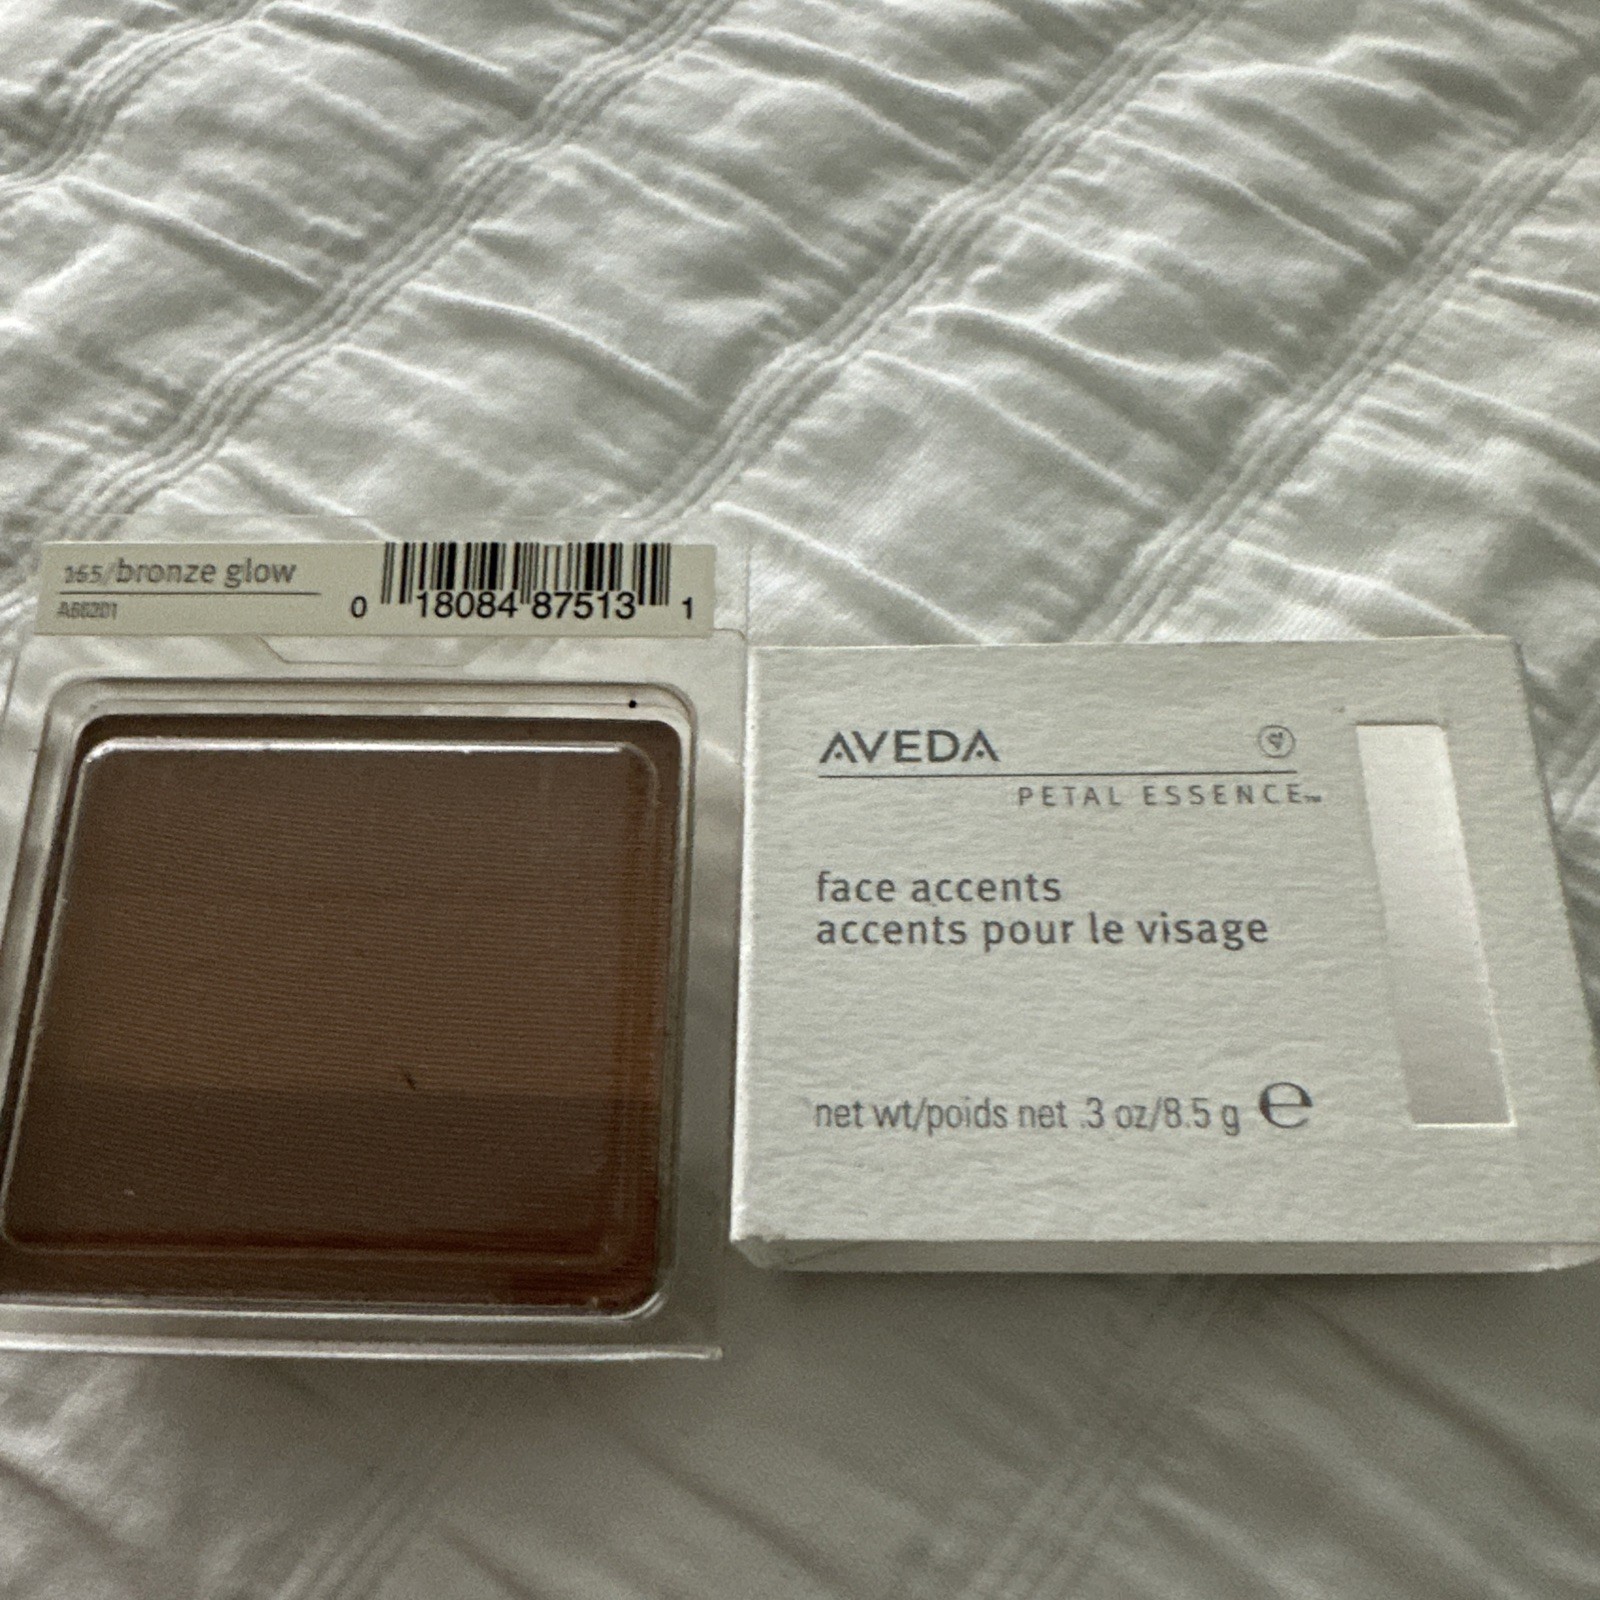 165/bronze glow
0 18084 87513 1
AVEDA
PETAL ESSENCE™
face accents
accents pour le visage
net wt/poids net .3 oz/8.5 g ℮